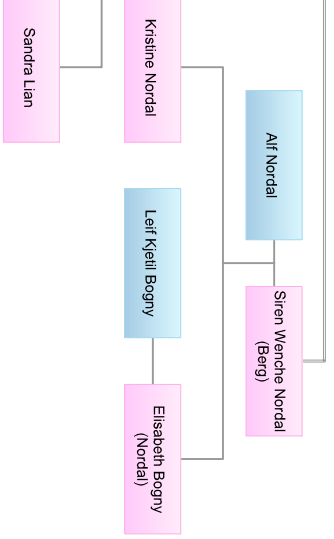 Sandra Lian
Kristine Nordal
Alf Nordal
Leif Kjetil Bogny
Siren Wenche Nordal
(Berg)
Elisabeth Bogny
(Nordal)